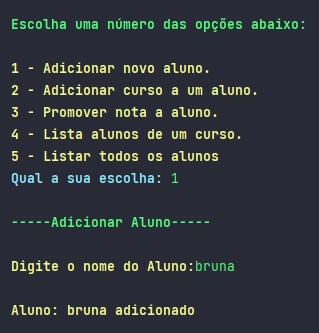 Escolha uma número das opções abaixo:
1 - Adicionar novo aluno.
2 - Adicionar curso a um aluno.
3 - Promover nota a aluno.
4 - Lista alunos de um curso.
5 - Listar todos os alunos
Qual a sua escolha: 1
-----Adicionar Aluno-----
Digite o nome do Aluno:bruna
Aluno: bruna adicionado